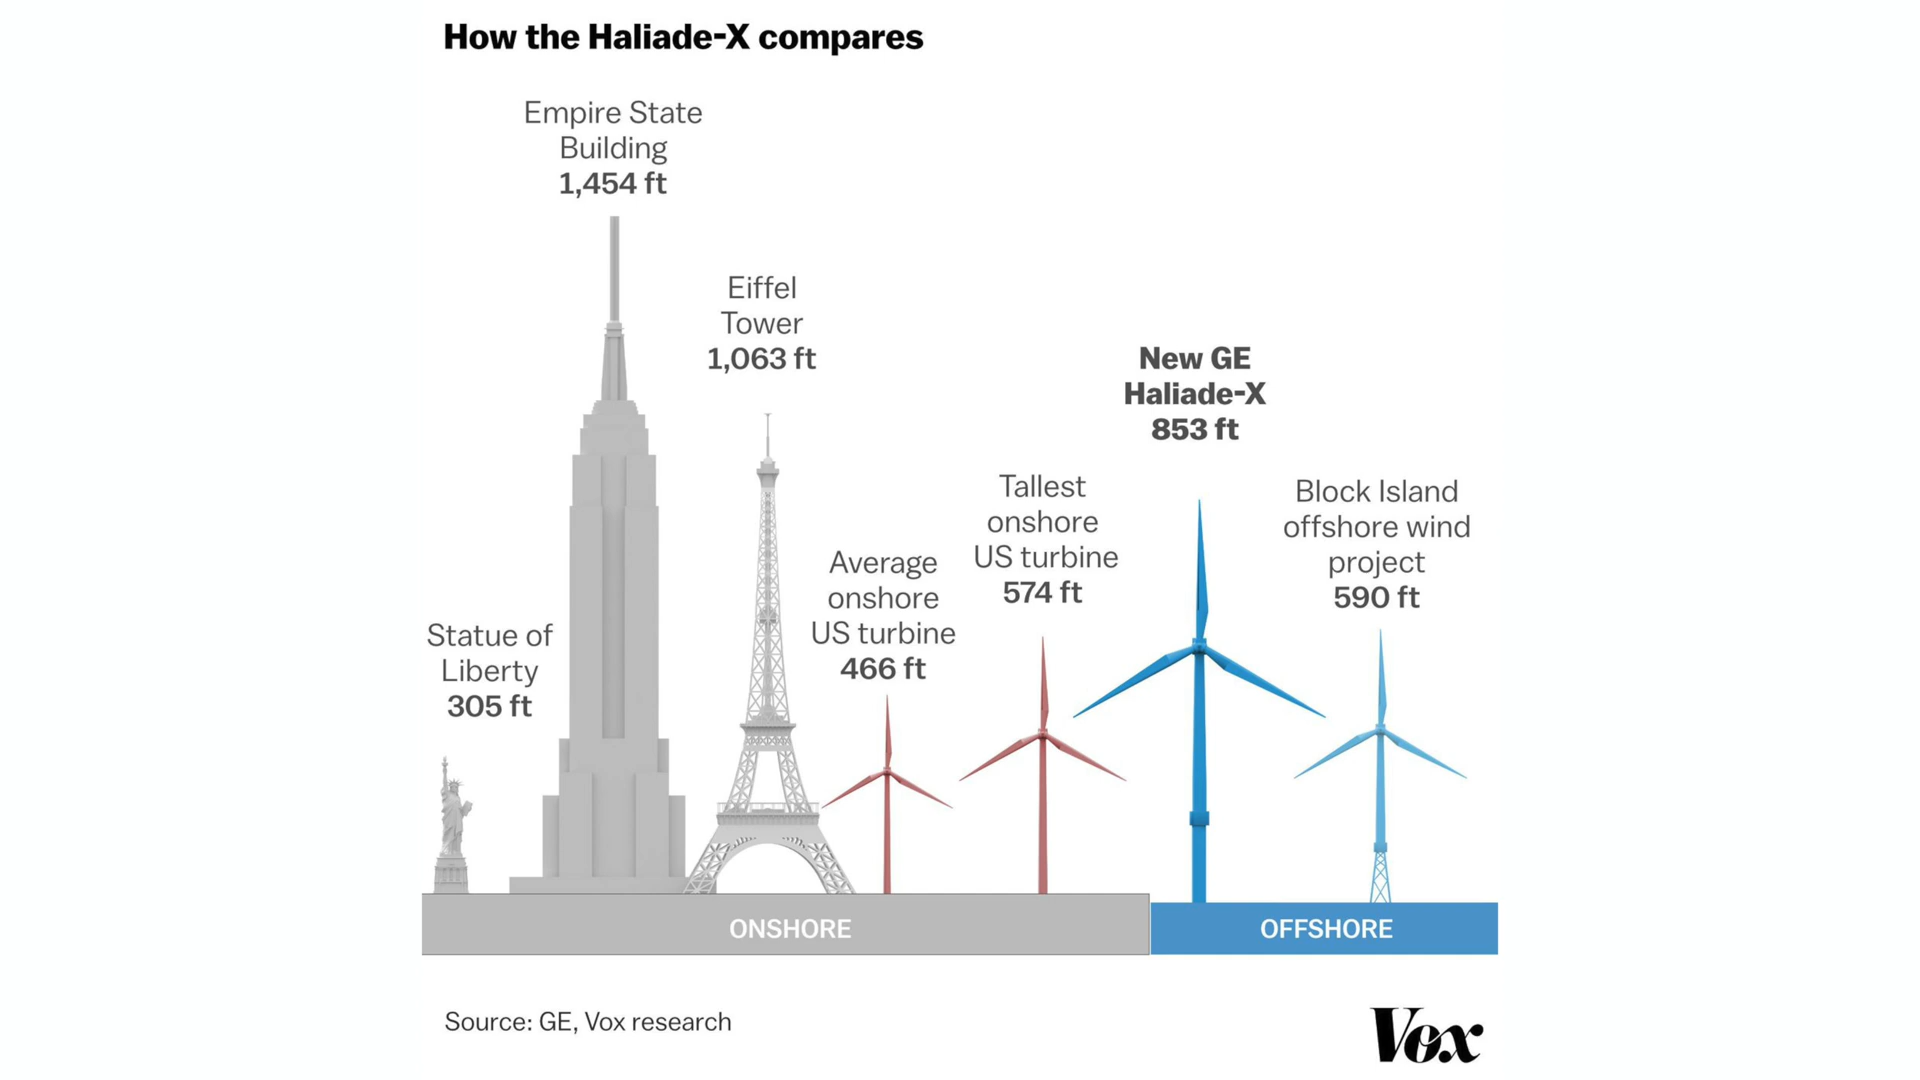 How the Haliade-X compares
Empire State
Building
1,454 ft
Eiffel
Tower
1,063 ft
New GE
Haliade-X
853 ft
Tallest
onshore
US turbine
574 ft
Block Island
offshore wind
project
590 ft
Average
onshore
US turbine
466 ft
Statue of
Liberty
305 ft
ONSHORE
OFFSHORE
Source: GE, Vox research
Vox